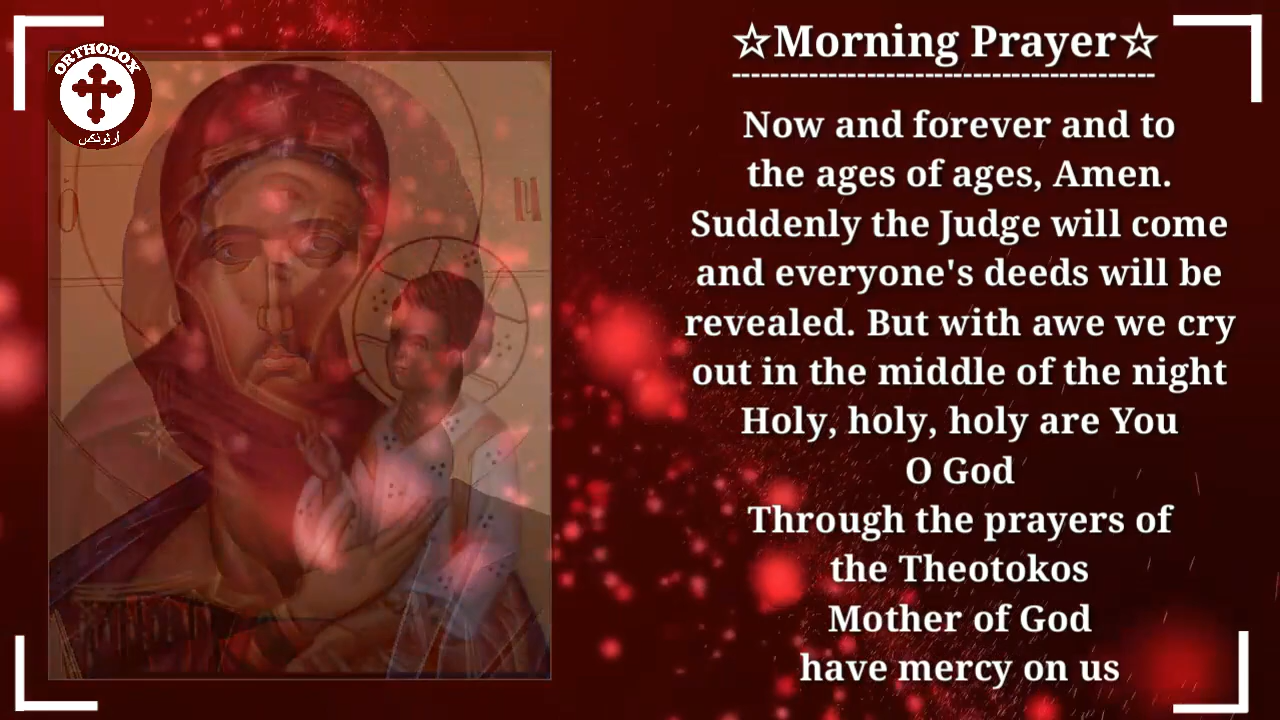 ORTHODOX
آرثوذکس
☆Morning Prayer☆
Now and forever and to
the ages of ages, Amen.
Suddenly the Judge will come
and everyone's deeds will be
revealed. But with awe we cry
out in the middle of the night
Holy, holy, holy are You
O God
Through the prayers of
the Theotokos
Mother of God
have mercy on us